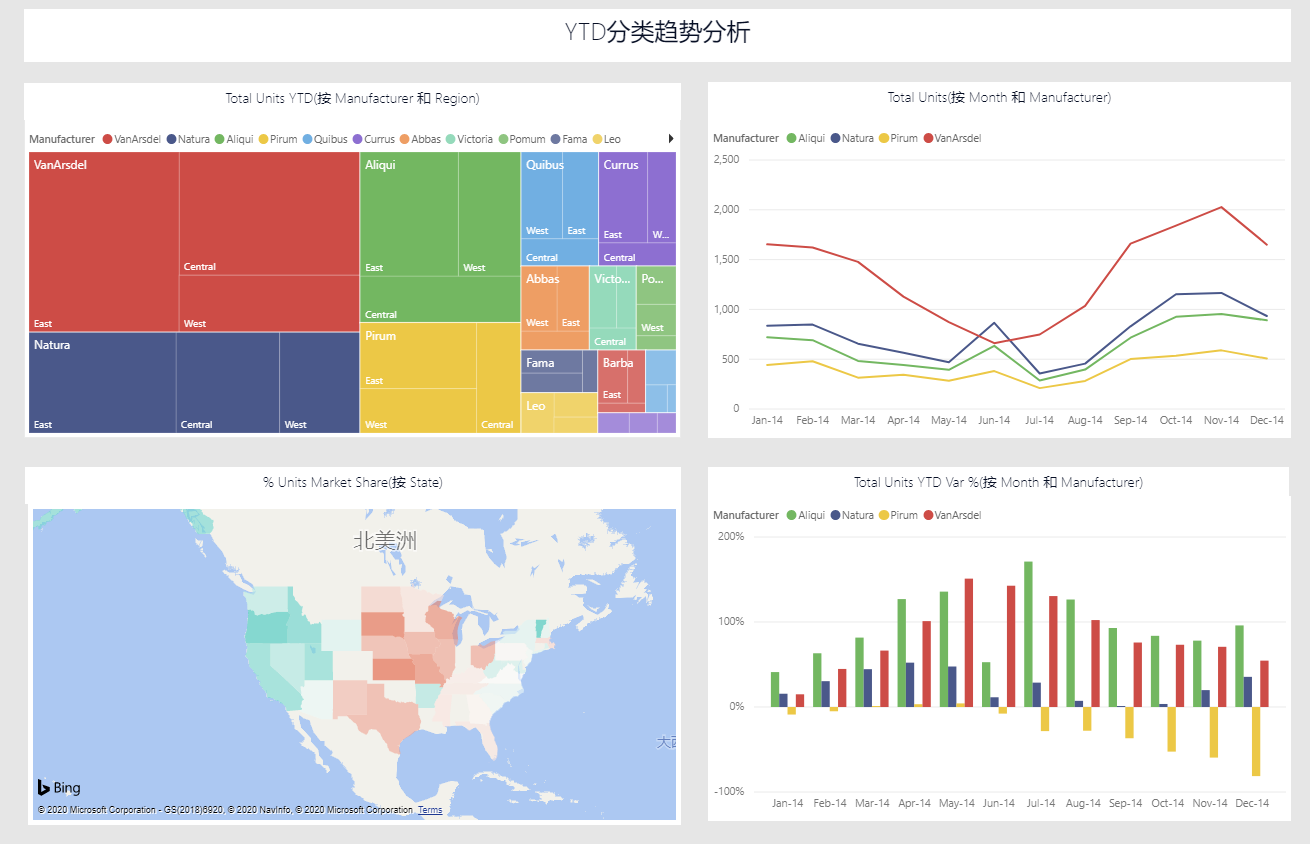 YTD分类趋势分析
Total Units YTD(按 Manufacturer 和 Region)
Manufacturer VanArsdel Natura Aliqui Pirum Quibus Currus Abbas Victoria Pomum Fama Leo
VanArsdel
Central
East
West
Natura
East
Central
West
Aliqui
East
West
Central
Pirum
East
West
Central
Quibus
West
East
Central
Currus
East
W...
Central
Abbas
West
East
Victo...
Central
Po...
West
Fama
Leo
Barba
East
Total Units(按 Month 和 Manufacturer)
Manufacturer Aliqui Natura Pirum VanArsdel
2,500
2,000
1,500
1,000
500
0
Jan-14 Feb-14 Mar-14 Apr-14 May-14 Jun-14 Jul-14 Aug-14 Sep-14 Oct-14 Nov-14 Dec-14
% Units Market Share(按 State)
北美洲
大西
Bing
© 2020 Microsoft Corporation - GS(2018)6920, © 2020 NavInfo, © 2020 Microsoft Corporation Terms
Total Units YTD Var %(按 Month 和 Manufacturer)
Manufacturer Aliqui Natura Pirum VanArsdel
200%
100%
0%
-100%
Jan-14 Feb-14 Mar-14 Apr-14 May-14 Jun-14 Jul-14 Aug-14 Sep-14 Oct-14 Nov-14 Dec-14